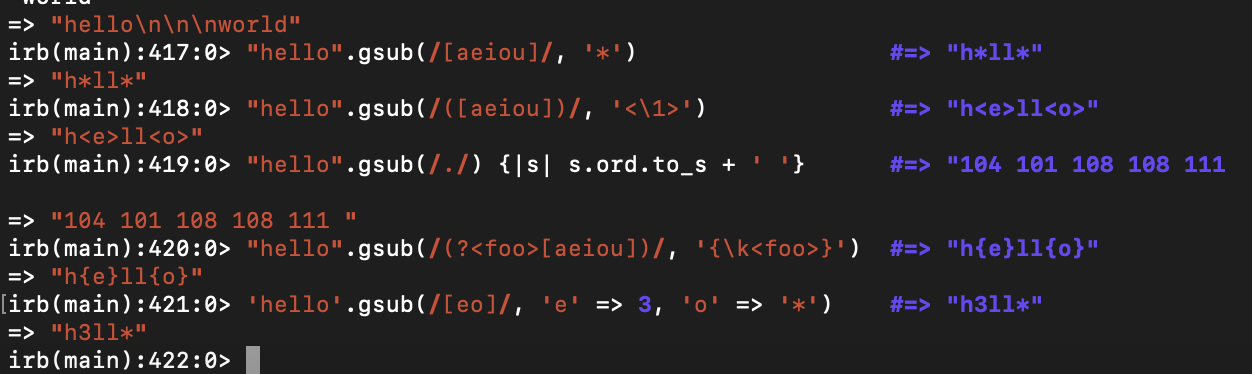 world
=> "hello\n\n\nworld"
irb(main):417:0> "hello".gsub(/[aeiou]/, '*')                  #=> "h*ll*"
=> "h*ll*"
irb(main):418:0> "hello".gsub(/([aeiou])/, '<\1>')             #=> "h<e>ll<o>"
=> "h<e>ll<o>"
irb(main):419:0> "hello".gsub(/./) {|s| s.ord.to_s + ' '}      #=> "104 101 108 108 111
=> "104 101 108 108 111 "
irb(main):420:0> "hello".gsub(/(?<foo>[aeiou])/, '{\k<foo>}')  #=> "h{e}ll{o}"
=> "h{e}ll{o}"
[irb(main):421:0> 'hello'.gsub(/[eo]/, 'e' => 3, 'o' => '*')    #=> "h3ll*"
=> "h3ll*"
irb(main):422:0>